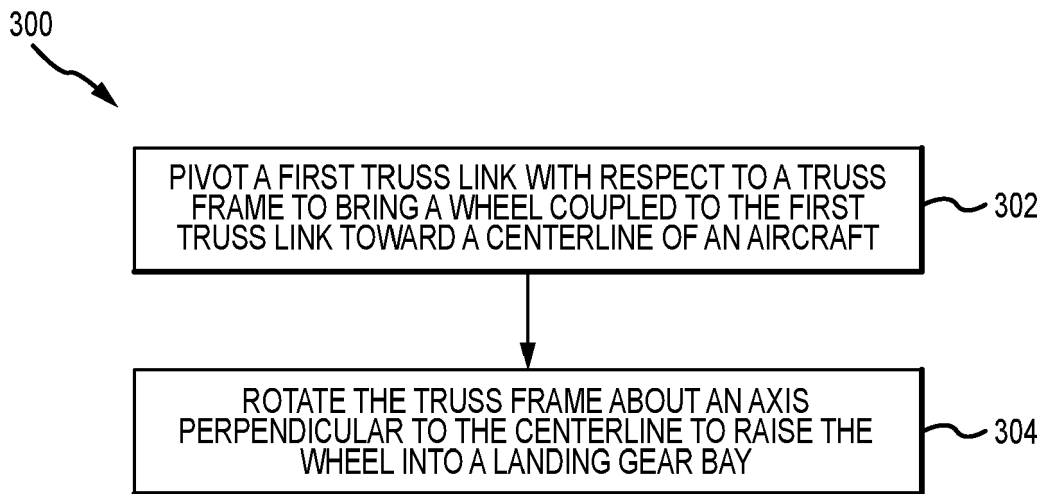 300
PIVOT A FIRST TRUSS LINK WITH RESPECT TO A TRUSS
FRAME TO BRING A WHEEL COUPLED TO THE FIRST
TRUSS LINK TOWARD A CENTERLINE OF AN AIRCRAFT
302
ROTATE THE TRUSS FRAME ABOUT AN AXIS
PERPENDICULAR TO THE CENTERLINE TO RAISE THE
WHEEL INTO A LANDING GEAR BAY
304